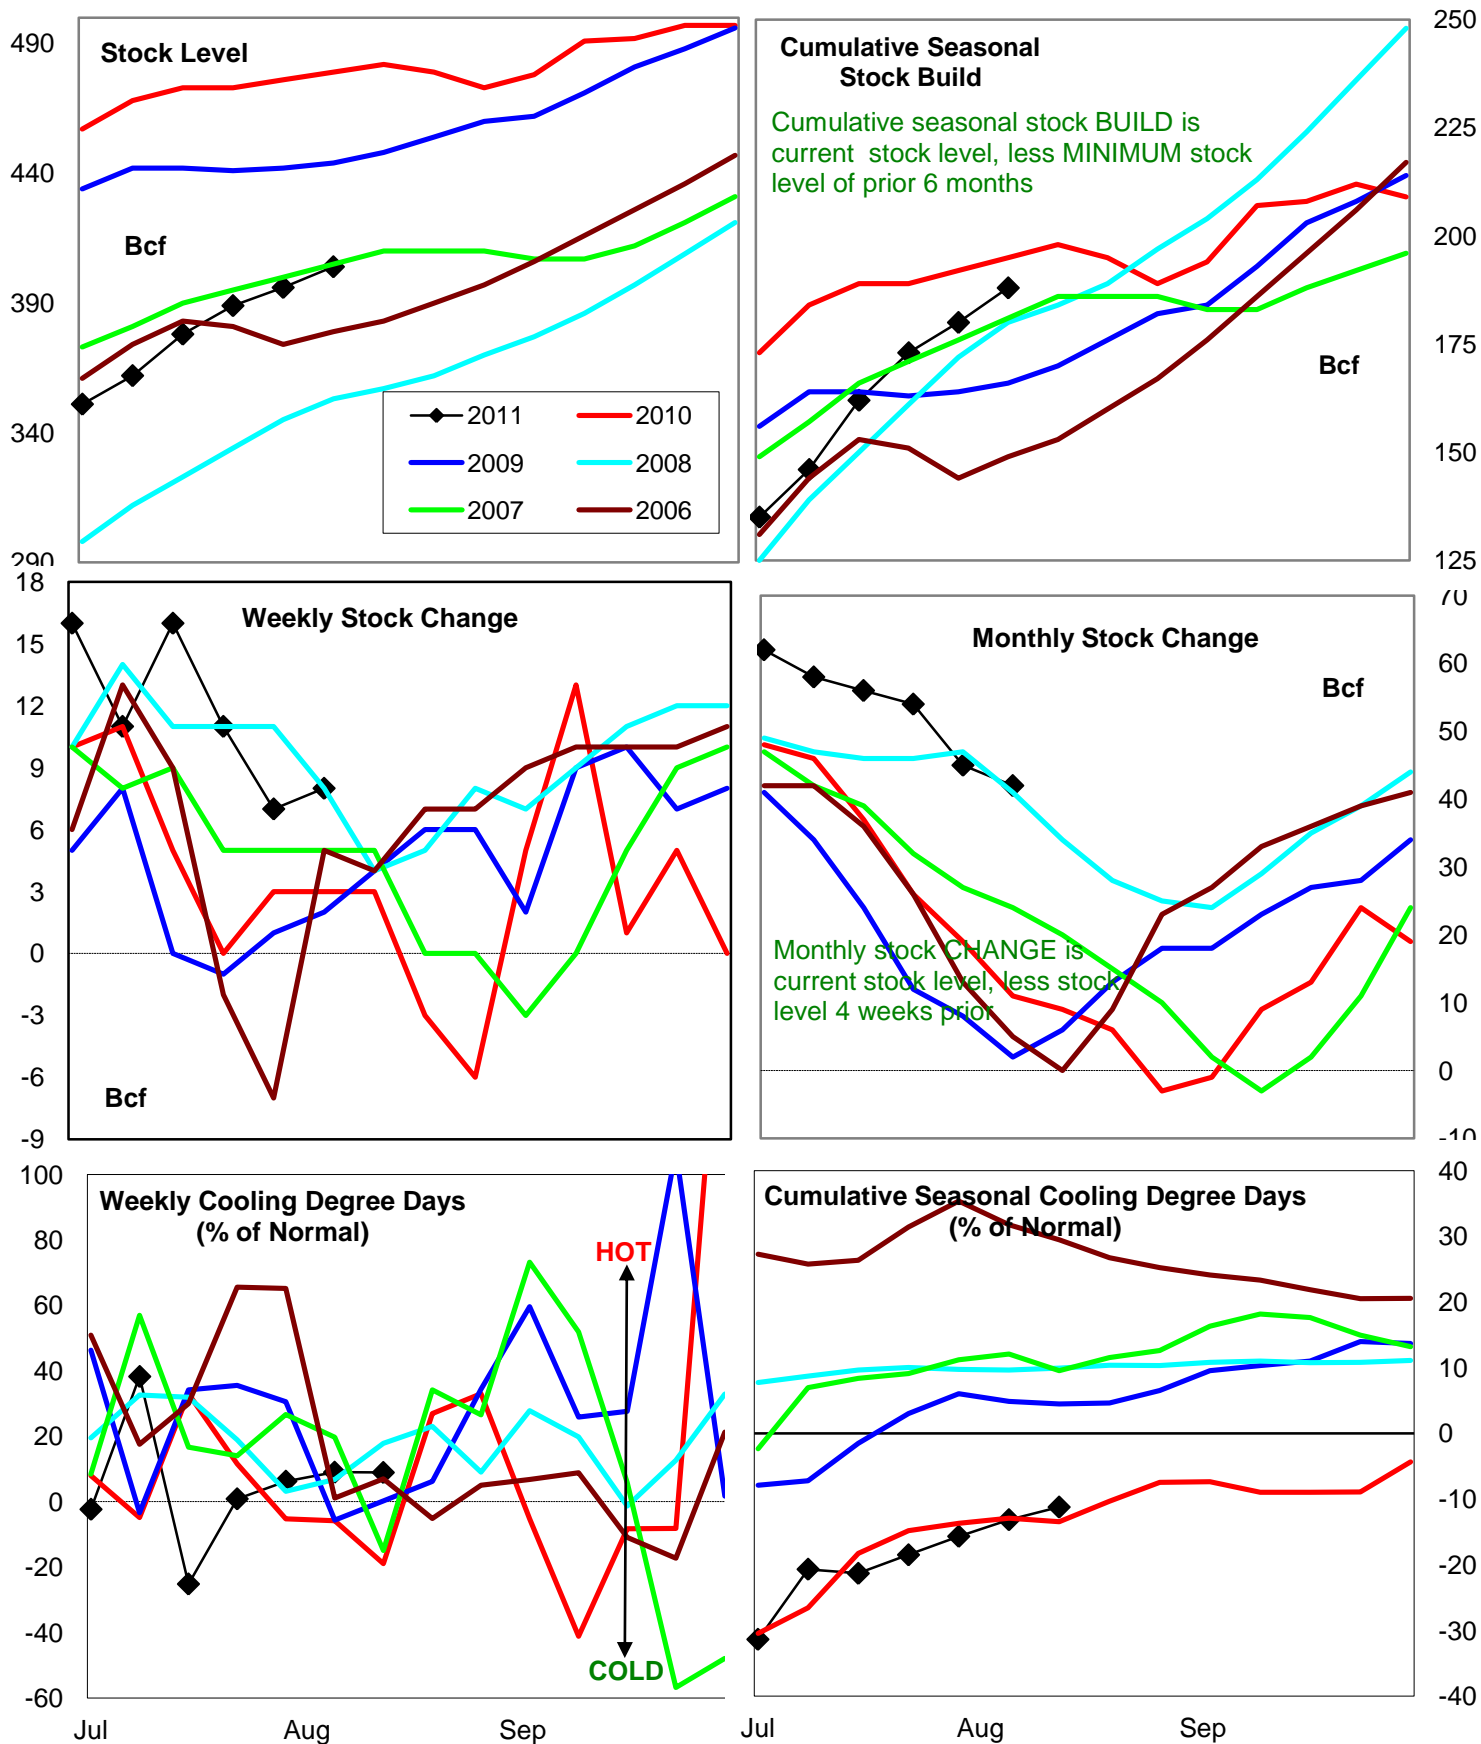 Stock Level
Bcf
490
440
390
340
290
2011
2010
2009
2008
2007
2006
Cumulative Seasonal
Stock Build
Cumulative seasonal stock BUILD is
current stock level, less MINIMUM stock
level of prior 6 months
Bcf
250
225
200
175
150
125
Weekly Stock Change
Bcf
18
15
12
9
6
3
0
-3
-6
-9
Monthly Stock Change
Bcf
Monthly stock CHANGE is
current stock level, less stock
level 4 weeks prior
70
60
50
40
30
20
10
0
-10
Weekly Cooling Degree Days
(% of Normal)
HOT
COLD
100
80
60
40
20
0
-20
-40
-60
Jul
Aug
Sep
Cumulative Seasonal Cooling Degree Days
(% of Normal)
40
30
20
10
0
-10
-20
-30
-40
Jul
Aug
Sep